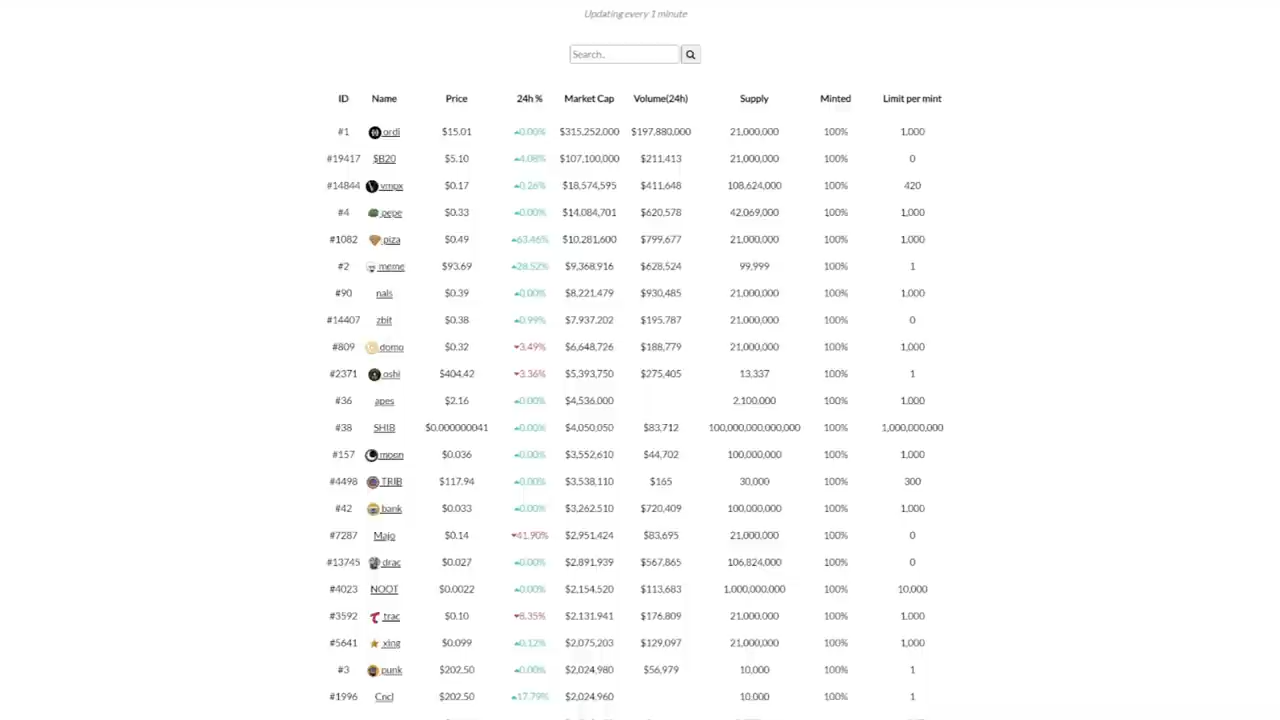 Updating every 1 minute
Search..
ID Name Price 24h % Market Cap Volume(24h) Supply Minted Limit per mint
#1 ordi $15.01 0.00% $315,252,000 $197,880,000 21,000,000 100% 1,000
#19417 $B20 $5.10 4.08% $107,100,000 $211,413 21,000,000 100% 0
#14844 vmpx $0.17 0.26% $18,574,595 $411,648 108,624,000 100% 420
#4 pepe $0.33 0.00% $14,084,701 $620,578 42,069,000 100% 1,000
#1082 piza $0.49 63.46% $10,281,600 $799,677 21,000,000 100% 1,000
#2 meme $93.69 28.52% $9,368,916 $628,524 99,999 100% 1
#90 nals $0.39 0.00% $8,221,479 $930,485 21,000,000 100% 1,000
#14407 zbit $0.38 0.99% $7,937,202 $195,787 21,000,000 100% 0
#809 domo $0.32 3.49% $6,648,726 $188,779 21,000,000 100% 1,000
#2371 oshi $404.42 3.36% $5,393,750 $275,405 13,337 100% 1
#36 apes $2.16 0.00% $4,536,000 2,100,000 100% 1,000
#38 SHIB $0.000000041 0.00% $4,050,050 $83,712 100,000,000,000,000 100% 1,000,000,000
#157 moon $0.036 0.00% $3,552,610 $44,702 100,000,000 100% 1,000
#4498 TRIB $117.94 0.00% $3,538,110 $165 30,000 100% 300
#42 bank $0.033 0.00% $3,262,510 $720,409 100,000,000 100% 1,000
#7287 Majo $0.14 41.90% $2,951,424 $83,695 21,000,000 100% 0
#13745 drac $0.027 0.00% $2,891,939 $567,865 106,824,000 100% 0
#4023 NOOT $0.0022 0.00% $2,154,520 $113,683 1,000,000,000 100% 10,000
#3592 trac $0.10 8.35% $2,131,941 $176,809 21,000,000 100% 1,000
#5641 xing $0.099 0.12% $2,075,203 $129,097 21,000,000 100% 1,000
#3 punk $202.50 0.00% $2,024,980 $56,979 10,000 100% 1
#1996 Cncl $202.50 17.79% $2,024,960 10,000 100% 1